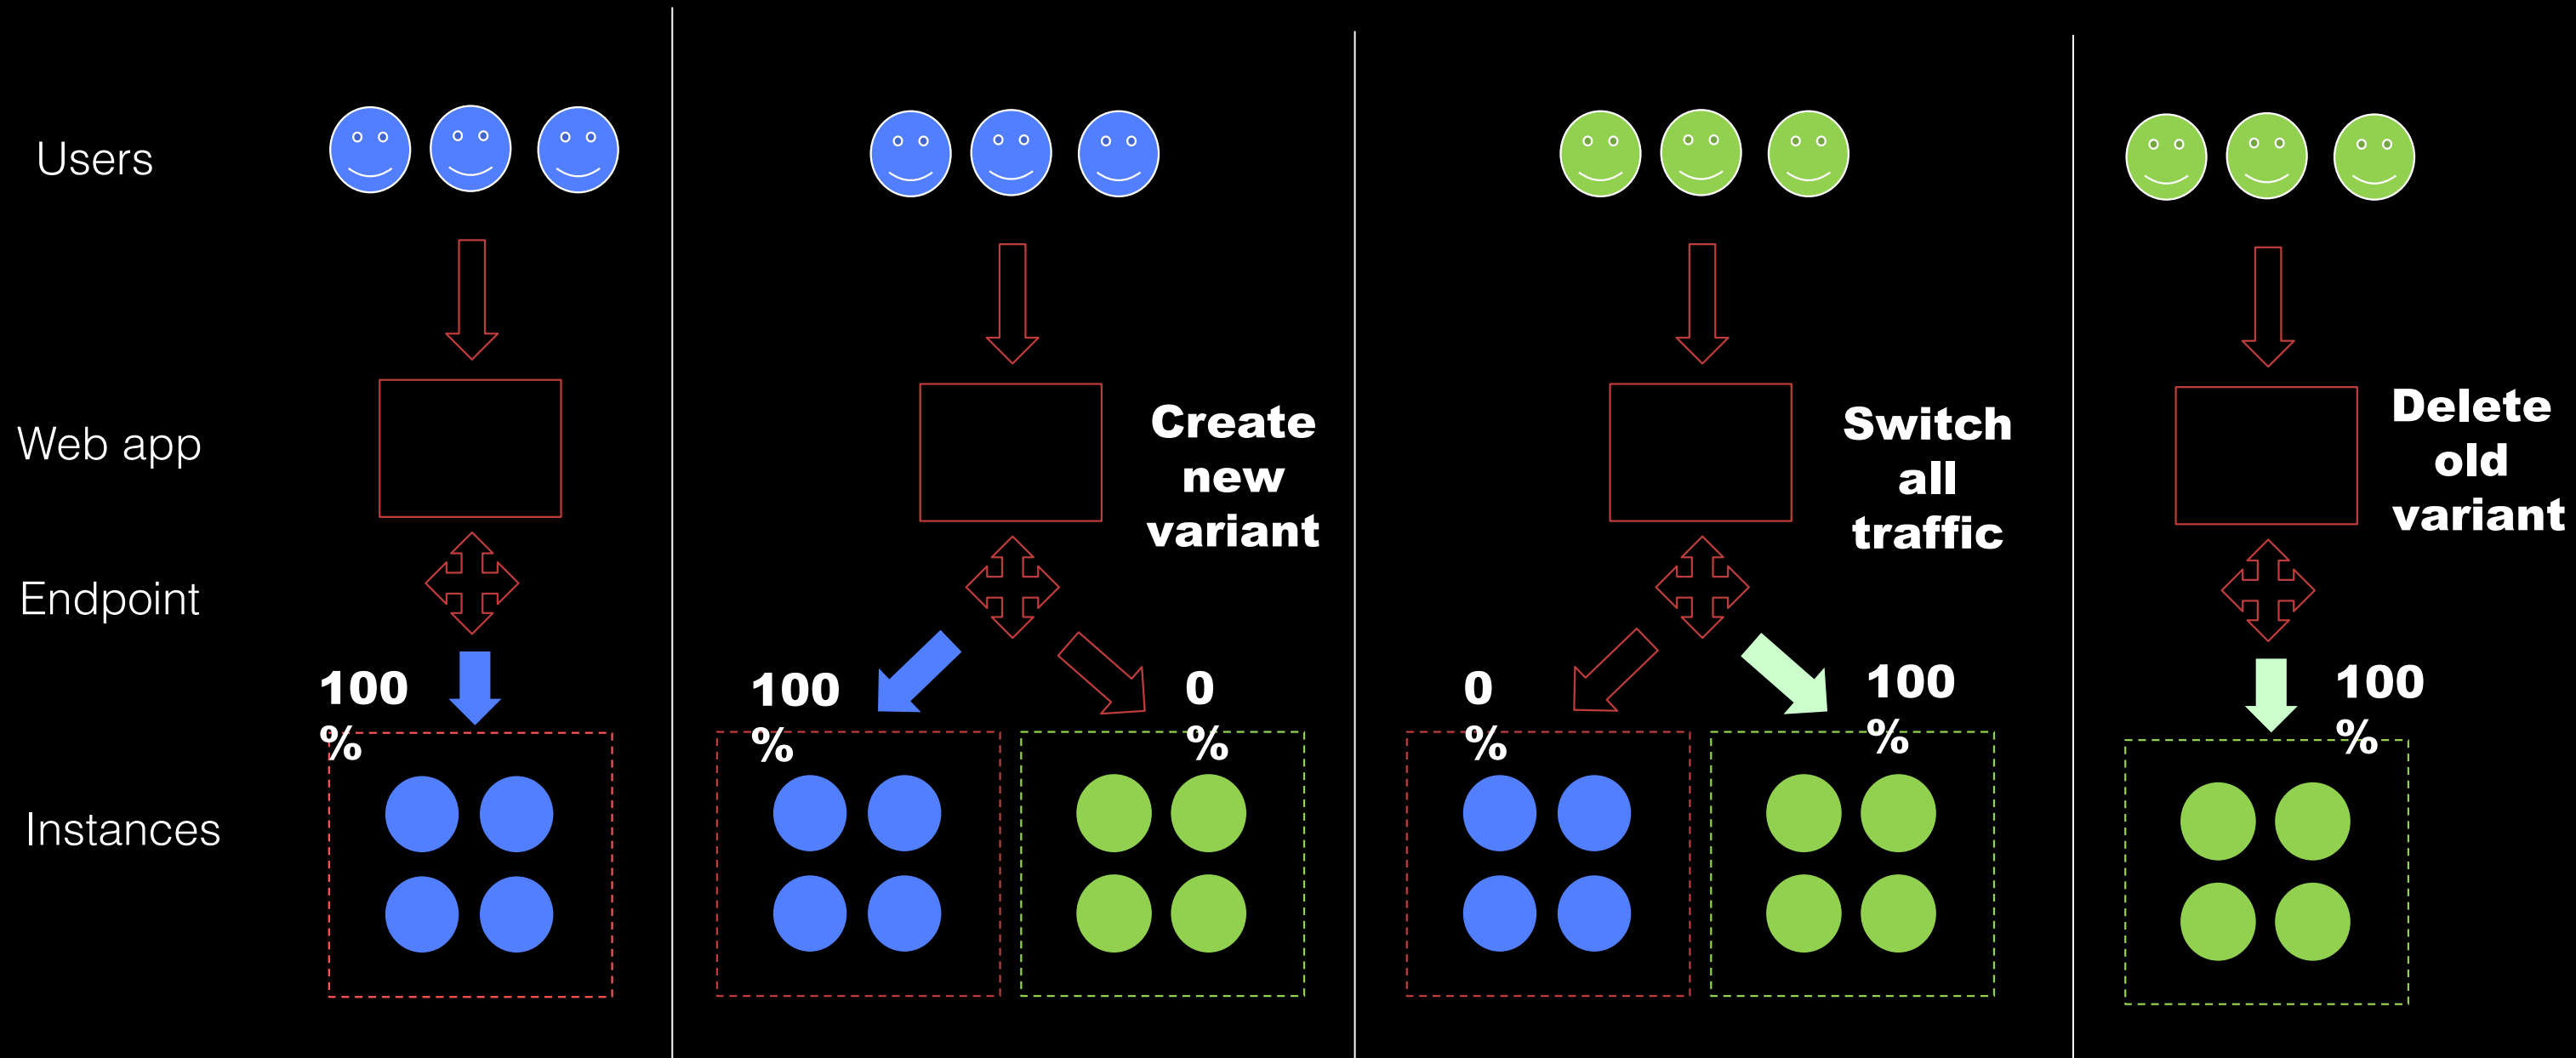 Users
Web app
Endpoint
Instances
100
%
Create
new
variant
100
%
0
%
Switch
all
traffic
0
%
100
%
Delete
old
variant
100
%